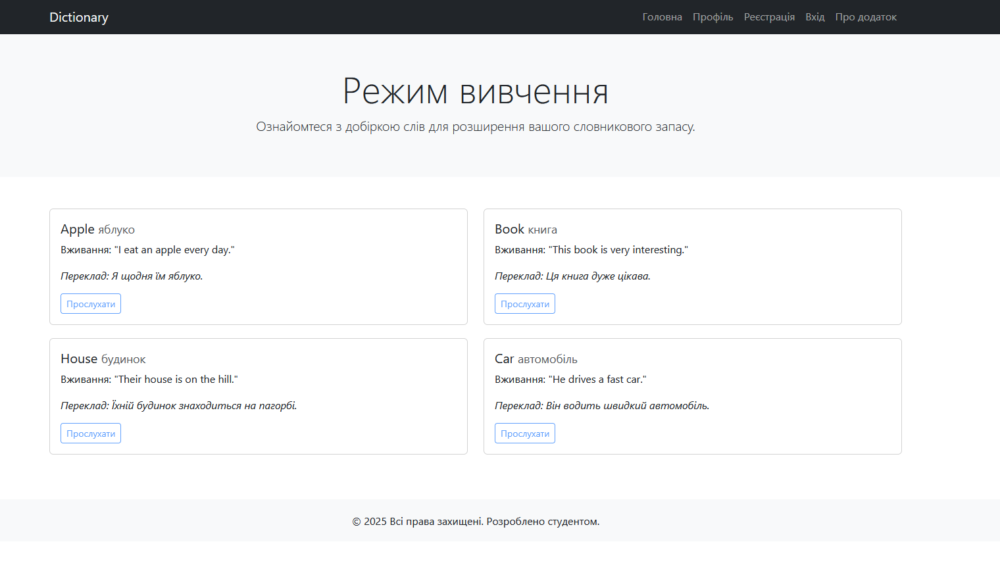 Dictionary
Головна Профіль Реєстрація Вхід Про додаток
Режим вивчення
Ознайомтеся з добіркою слів для розширення вашого словникового запасу.
Apple яблуко
Вживання: "I eat an apple every day."
Переклад: Я щодня їм яблуко.
Прослухати
Book книга
Вживання: "This book is very interesting."
Переклад: Ця книга дуже цікава.
Прослухати
House будинок
Вживання: "Their house is on the hill."
Переклад: Їхній будинок знаходиться на пагорбі.
Прослухати
Car автомобіль
Вживання: "He drives a fast car."
Переклад: Він водить швидкий автомобіль.
Прослухати
© 2025 Всі права захищені. Розроблено студентом.